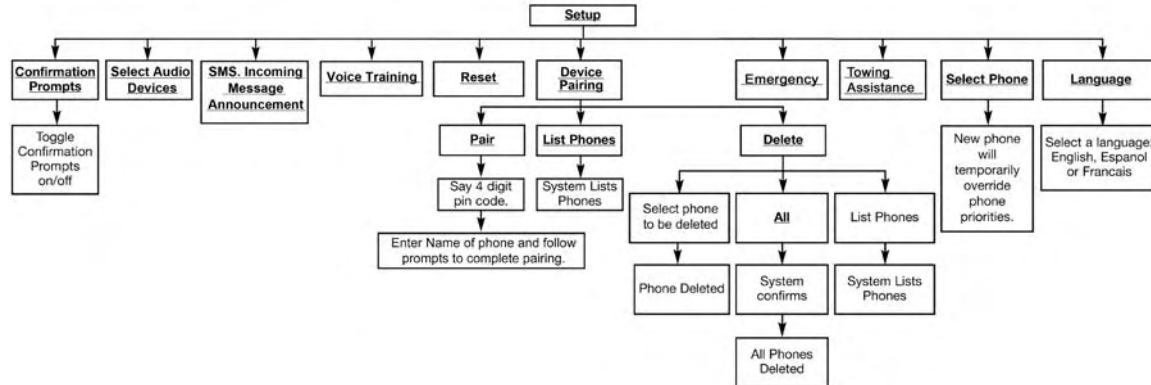 Setup
Confirmation
Prompts
Select Audio
Devices
SMS. Incoming
Message
Announcement
Voice Training
Reset
Device
Pairing
Emergency
Towing
Assistance
Select Phone
Language
Toggle
Confirmation
Prompts
on/off
Pair
List Phones
Delete
New phone
will
temporarily
override
phone
priorities.
Select a language:
English, Espanol
or Francais
Say 4 digit
pin code.
System Lists
Phones
Select phone
to be deleted
All
List Phones
Enter Name of phone and follow
prompts to complete pairing.
Phone Deleted
System
confirms
System Lists
Phones
All Phones
Deleted